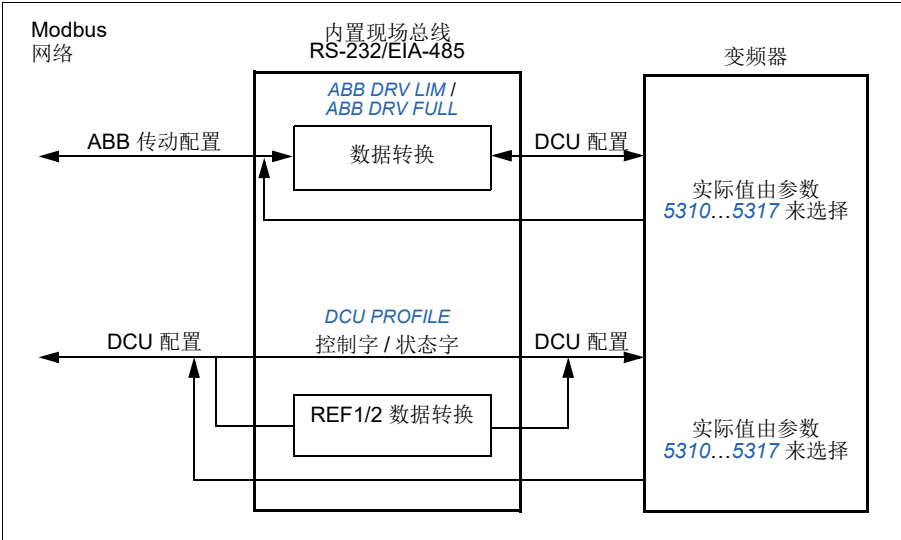 Modbus
网络
内置现场总线
RS-232/EIA-485
变频器
ABB DRV LIM /
ABB DRV FULL
ABB 传动配置
数据转换
DCU 配置
实际值由参数
5310…5317 来选择
DCU PROFILE
DCU 配置
控制字 / 状态字
DCU 配置
REF1/2 数据转换
实际值由参数
5310…5317 来选择